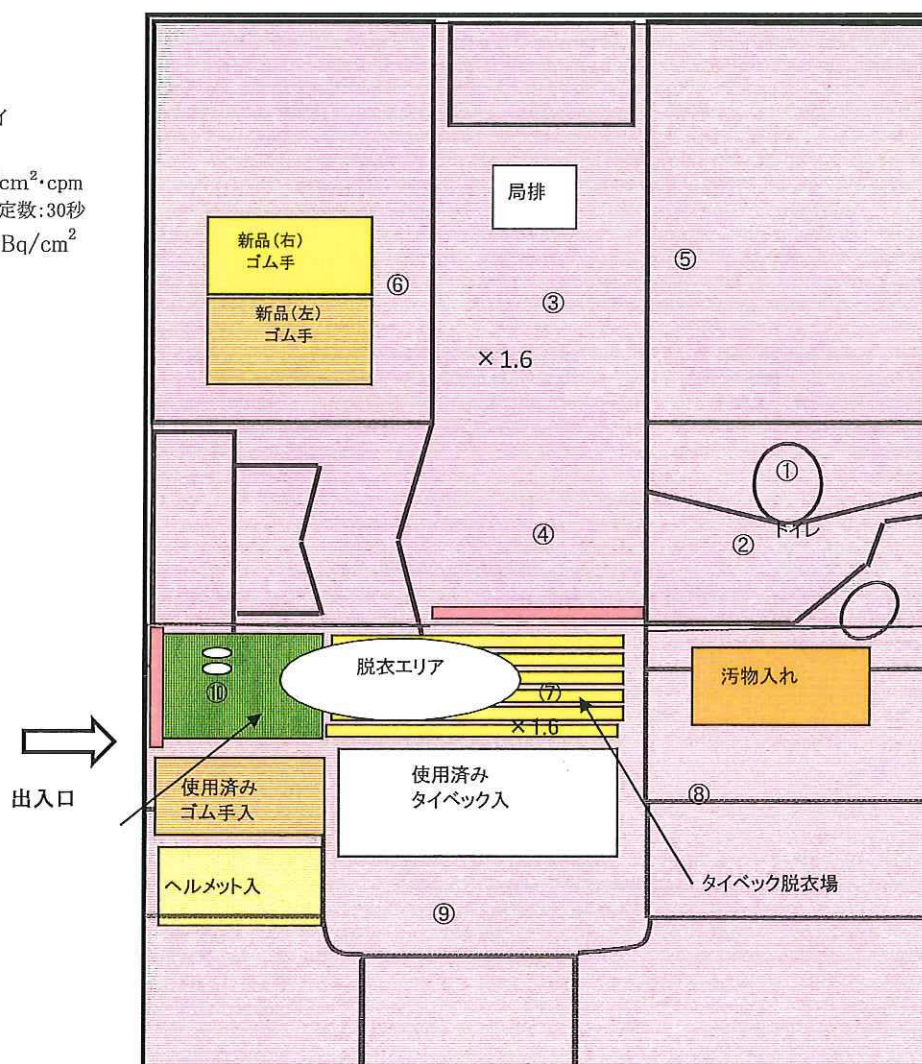 イ
cm²・cpm
定数:30秒
Bq/cm²
局排
新品(右)
ゴム手
新品(左)
ゴム手
⑥
③
⑤
×1.6
①
トイレ
②
④
脱衣エリア
⑩
⑦
×1.6
汚物入れ
出入口
使用済み
ゴム手入
使用済み
タイベック入
⑧
ヘルメット入
タイベック脱衣場
⑨